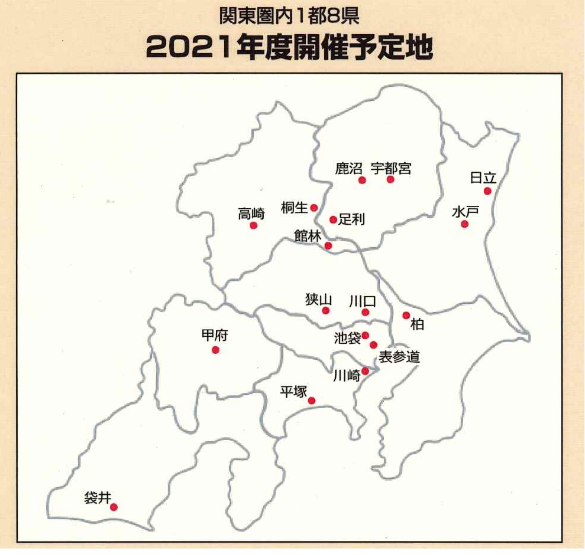 関東圏内1都8県
2021年度開催予定地
鹿沼
宇都宮
日立
桐生
高崎
足利
水戸
館林
狭山
川口
柏
甲府
池袋
表参道
川崎
平塚
袋井